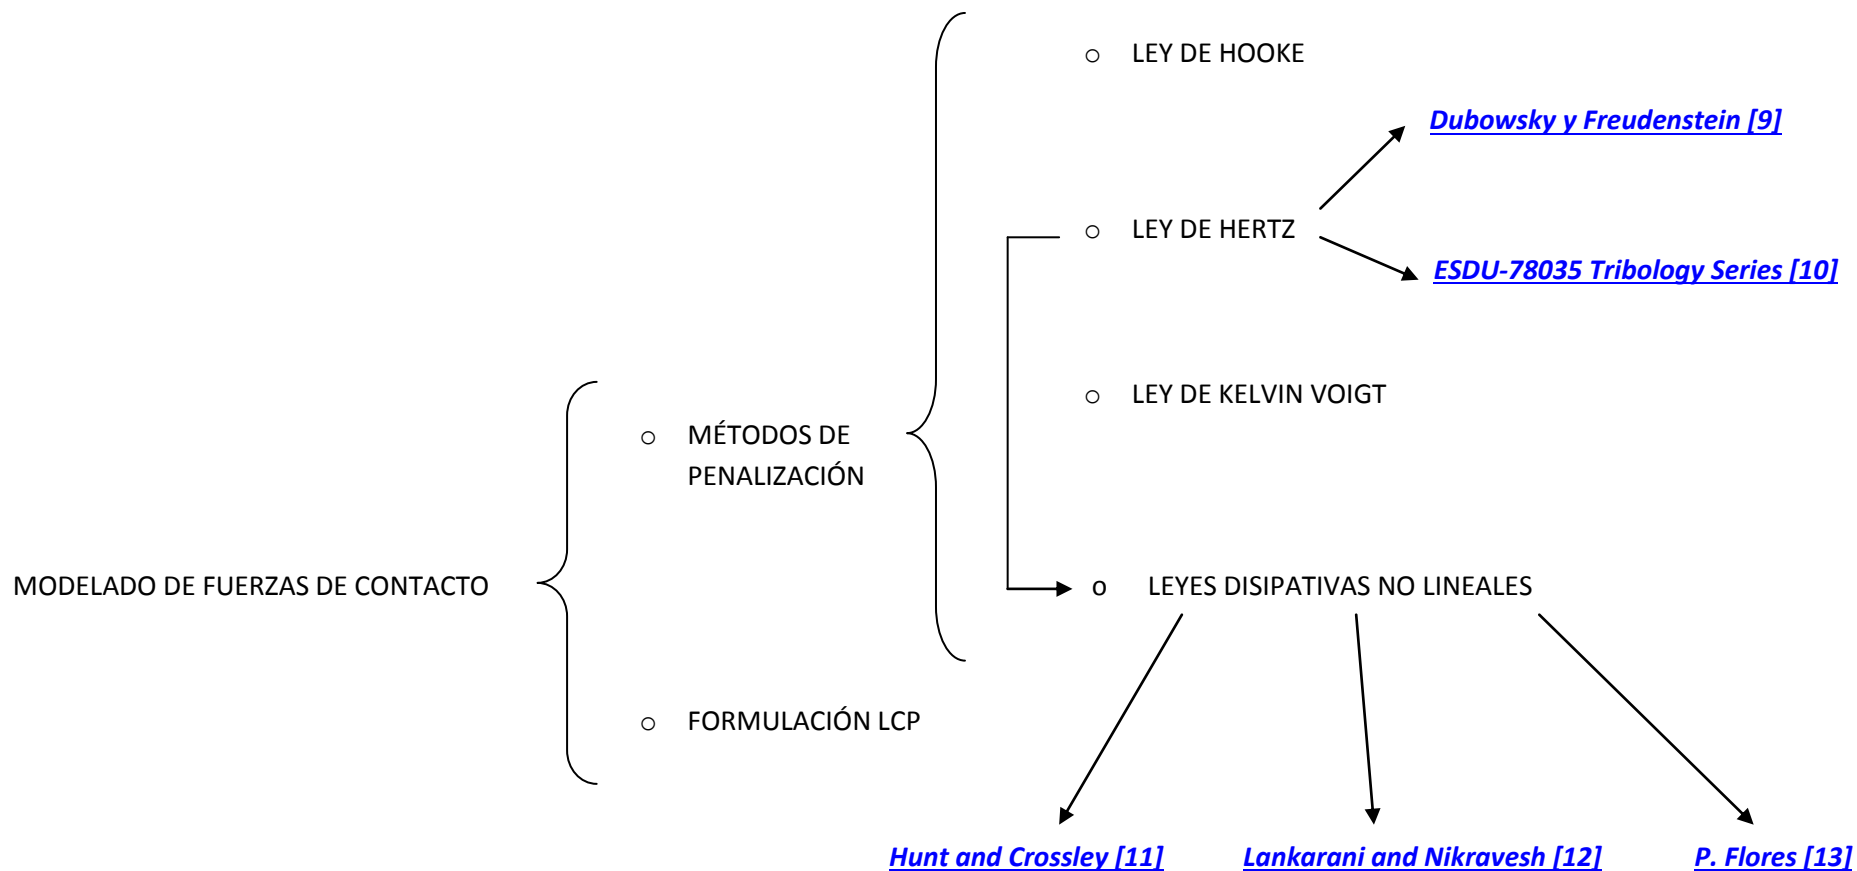 o LEY DE HOOKE
Dubowsky y Freudenstein [9]
o LEY DE HERTZ
ESDU-78035 Tribology Series [10]
o LEY DE KELVIN VOIGT
o MÉTODOS DE
PENALIZACIÓN
MODELADO DE FUERZAS DE CONTACTO
o LEYES DISIPATIVAS NO LINEALES
o FORMULACIÓN LCP
Hunt and Crossley [11]
Lankarani and Nikravesh [12]
P. Flores [13]